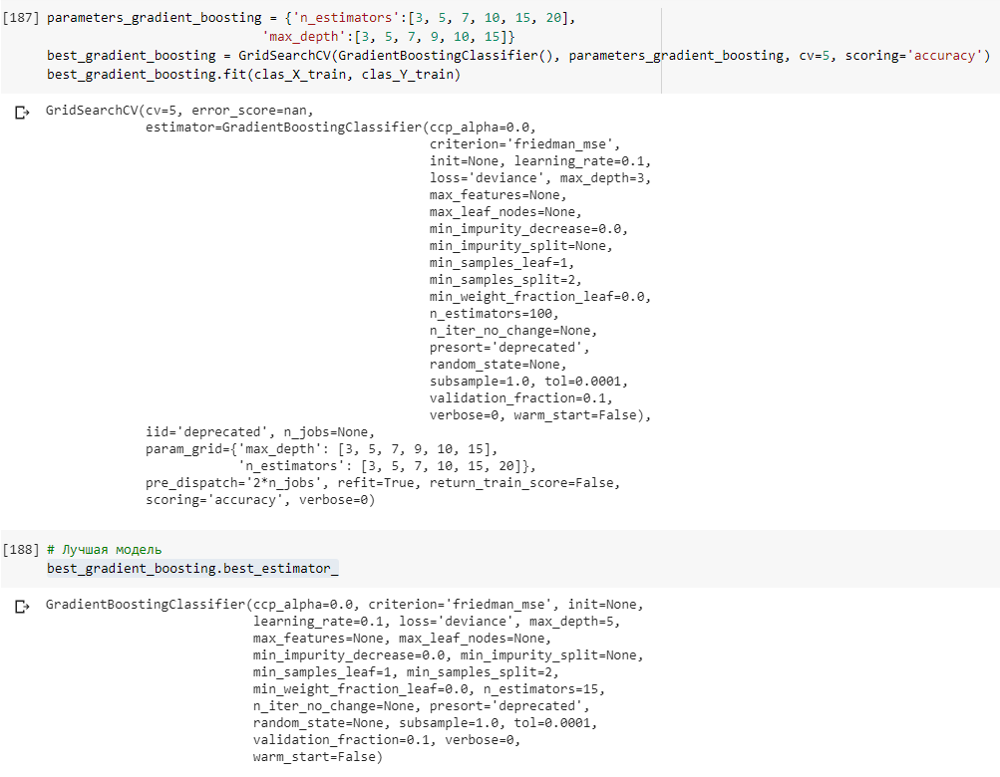 [187] parameters_gradient_boosting = {'n_estimators':[3, 5, 7, 10, 15, 20],
'max_depth':[3, 5, 7, 9, 10, 15]}
best_gradient_boosting = GridSearchCV(GradientBoostingClassifier(), parameters_gradient_boosting, cv=5, scoring='accuracy')
best_gradient_boosting.fit(clas_X_train, clas_Y_train)
GridSearchCV(cv=5, error_score=nan,
estimator=GradientBoostingClassifier(ccp_alpha=0.0,
criterion='friedman_mse',
init=None, learning_rate=0.1,
loss='deviance', max_depth=3,
max_features=None,
max_leaf_nodes=None,
min_impurity_decrease=0.0,
min_impurity_split=None,
min_samples_leaf=1,
min_samples_split=2,
min_weight_fraction_leaf=0.0,
n_estimators=100,
n_iter_no_change=None,
presort='deprecated',
random_state=None,
subsample=1.0, tol=0.0001,
validation_fraction=0.1,
verbose=0, warm_start=False),
iid='deprecated', n_jobs=None,
param_grid={'max_depth': [3, 5, 7, 9, 10, 15],
'n_estimators': [3, 5, 7, 10, 15, 20]},
pre_dispatch='2*n_jobs', refit=True, return_train_score=False,
scoring='accuracy', verbose=0)
[188] # Лучшая модель
best_gradient_boosting.best_estimator_
GradientBoostingClassifier(ccp_alpha=0.0, criterion='friedman_mse', init=None,
learning_rate=0.1, loss='deviance', max_depth=5,
max_features=None, max_leaf_nodes=None,
min_impurity_decrease=0.0, min_impurity_split=None,
min_samples_leaf=1, min_samples_split=2,
min_weight_fraction_leaf=0.0, n_estimators=15,
n_iter_no_change=None, presort='deprecated',
random_state=None, subsample=1.0, tol=0.0001,
validation_fraction=0.1, verbose=0,
warm_start=False)